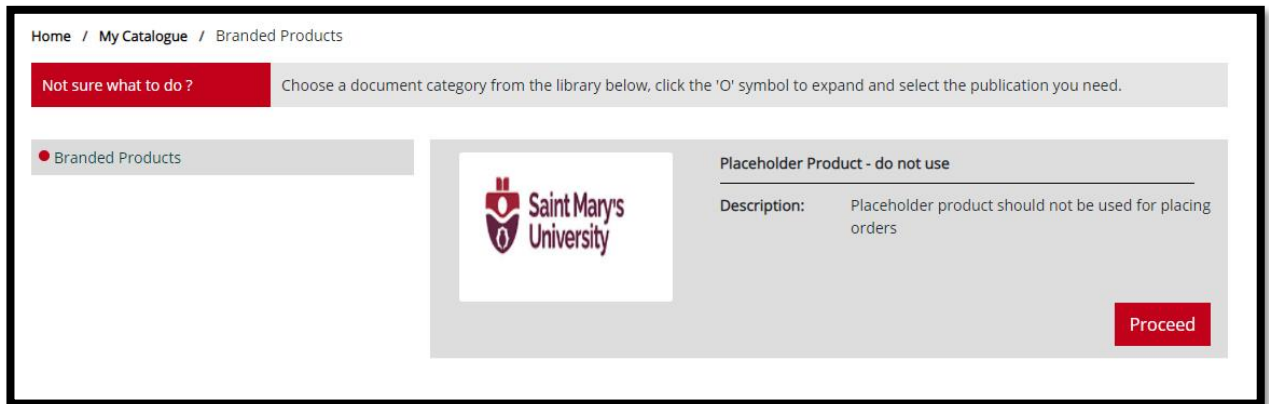 Home / My Catalogue / Branded Products
Not sure what to do ?
Choose a document category from the library below, click the 'O' symbol to expand and select the publication you need.
Branded Products
Saint Mary's
University
Placeholder Product - do not use
Description: Placeholder product should not be used for placing
orders
Proceed